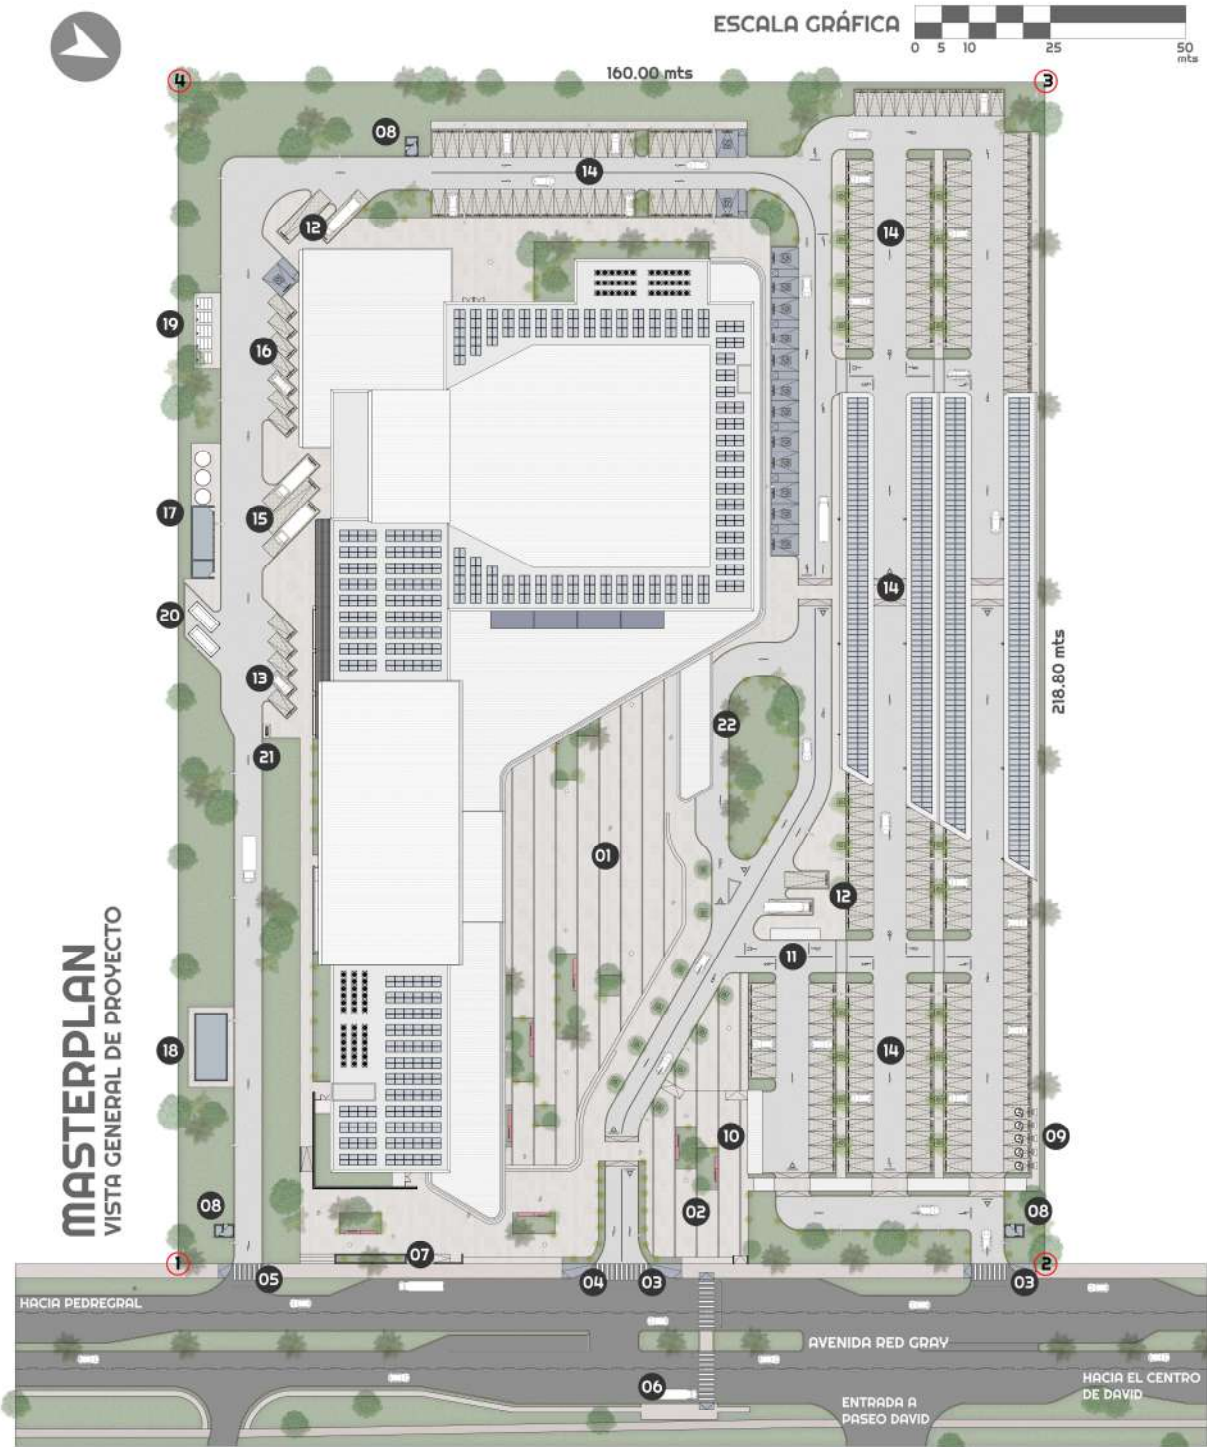 ESCALA GRÁFICA
0 5 10 25 50
mts
4
160.00 mts
3
08
14
12
14
19
16
17
15
14
20
13
218.80 mts
22
21
01
12
11
MASTERPLAN
VISTA GENERAL DE PROYECTO
18
14
10
09
08
02
08
07
1
05
04
03
2
03
HACIA PEDREGRAL
AVENIDA RED GRAY
06
HACIA EL CENTRO
DE DAVID
ENTRADA A
PASEO DAVID